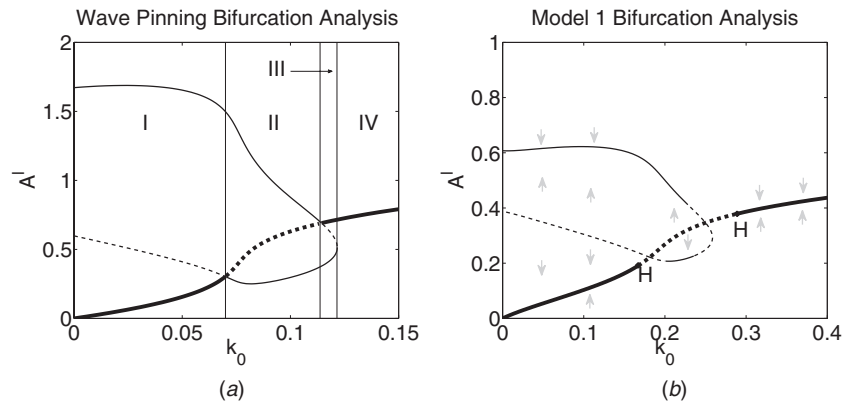 Wave Pinning Bifurcation Analysis
2
1.5
1
0.5
0
A^l
I
II
III
IV
0
0.05
0.1
0.15
k_0
(a)
Model 1 Bifurcation Analysis
1
0.8
0.6
0.4
0.2
0
A^l
H
H
0
0.1
0.2
0.3
0.4
k_0
(b)